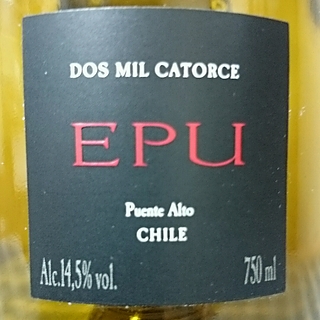 DOS MIL CATORCE
EPU
Puente Alto
CHILE
Alc.14,5% vol. 750 ml